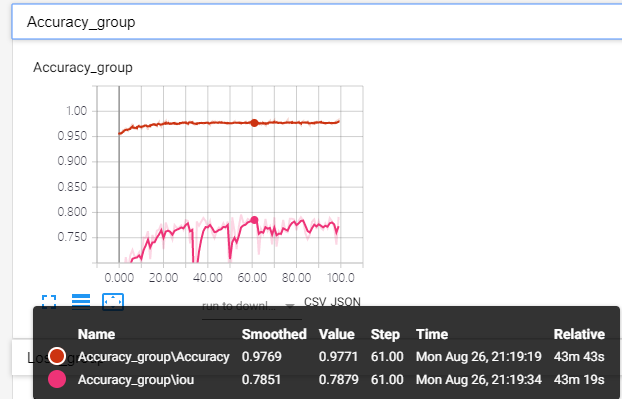 Accuracy_group
Accuracy_group
1.00
0.950
0.900
0.850
0.800
0.750
0.000 20.00 40.00 60.00 80.00 100.0
run to downl... CSV JSON
Name Smoothed Value Step Time Relative
Accuracy_group\Accuracy 0.9769 0.9771 61.00 Mon Aug 26, 21:19:19 43m 43s
Accuracy_group\iou 0.7851 0.7879 61.00 Mon Aug 26, 21:19:34 43m 19s